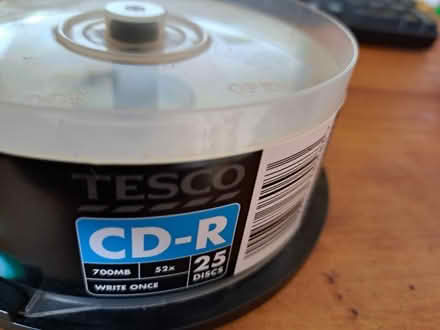 TESCO
CD-R
700MB 52x 25
DISCS
WRITE ONCE